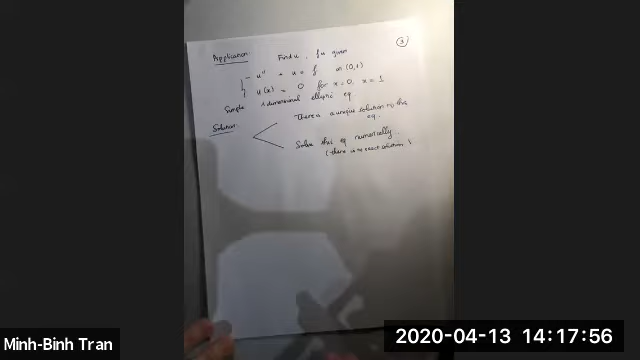 Application: Find u, f is given
③
- u'' + u = f in (0,1)
u(x) = 0 for x=0, x=1
Simple 1 dimensional elliptic eq
There is a unique solution to this
eq.
Solution:
Solve this eq numerically.
(there is no exact solution)
Minh-Binh Tran
2020-04-13 14:17:56